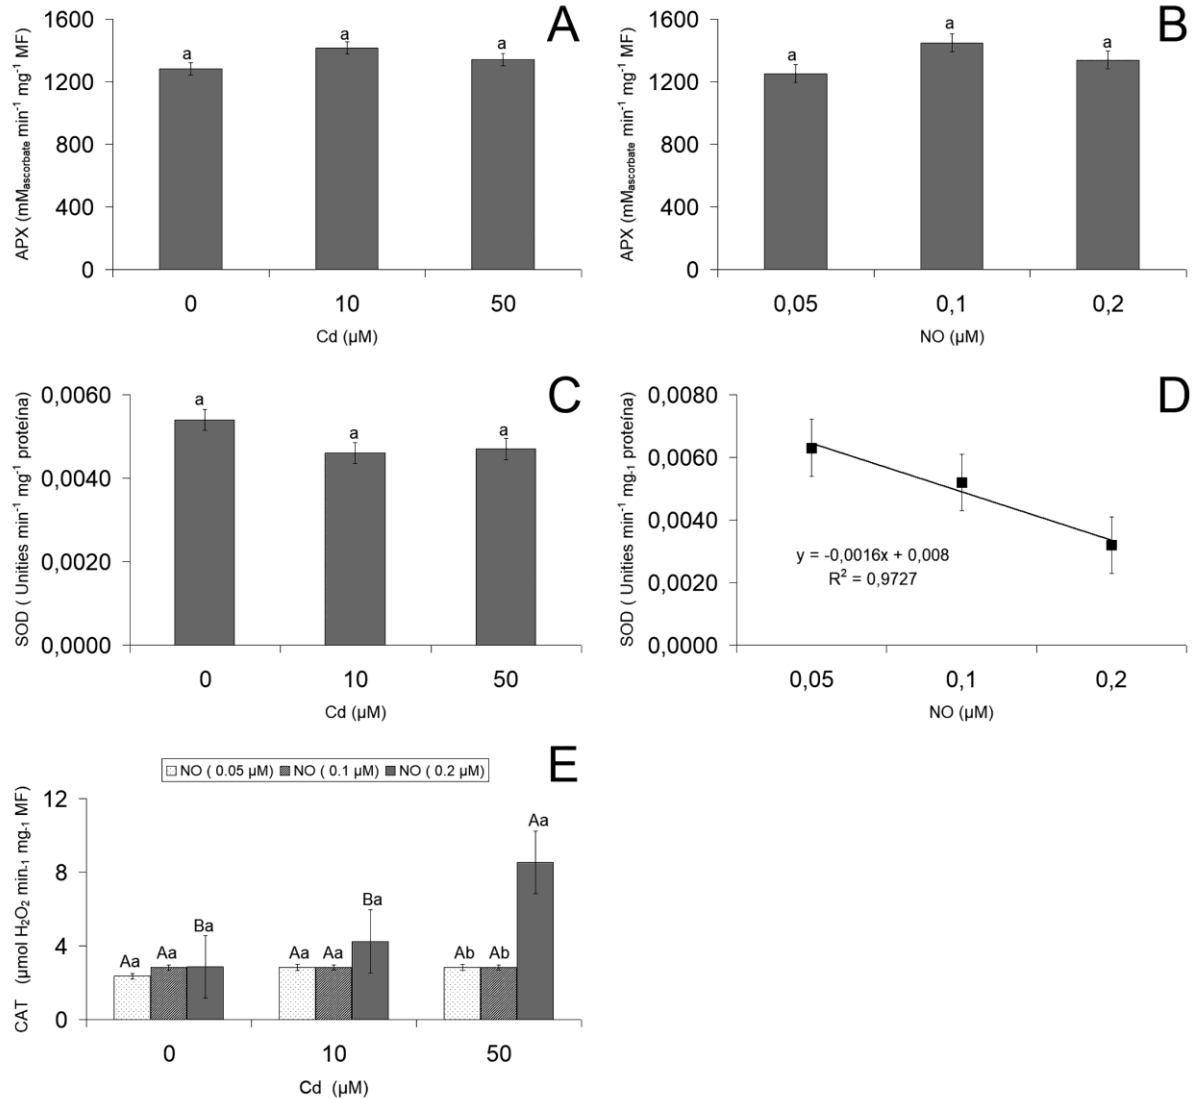 A
1600
1200
800
400
0
APX (mM ascorbate min-1 mg-1 MF)
a
a
a
0 10 50
Cd (µM)
B
1600
1200
800
400
0
APX (mM ascorbate min-1 mg-1 MF)
a
a
a
0,05 0,1 0,2
NO (µM)
C
0,0060
0,0040
0,0020
0,0000
SOD ( Unities min-1 mg-1 proteína)
a
a
a
0 10 50
Cd (µM)
D
0,0080
0,0060
0,0040
0,0020
0,0000
SOD ( Unities min-1 mg-1 proteína)
y = -0,0016x + 0,008
R2 = 0,9727
0,05 0,1 0,2
NO (µM)
E
NO ( 0.05 µM) NO ( 0.1 µM) NO ( 0.2 µM)
12
8
4
0
CAT (µmol H2O2 min-1 mg-1 MF)
Aa Aa Ba
Aa Aa Ba
Ab Ab Aa
0 10 50
Cd (µM)